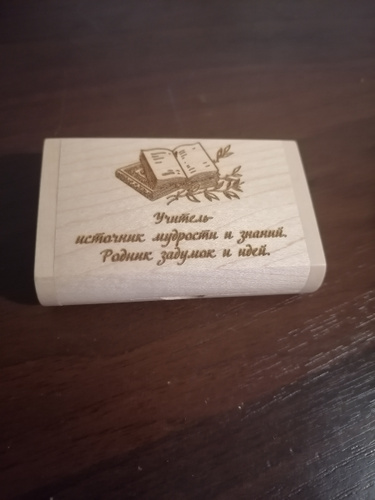 Учитель-
источник мудрости и знаний.
Родник задумок и идей.